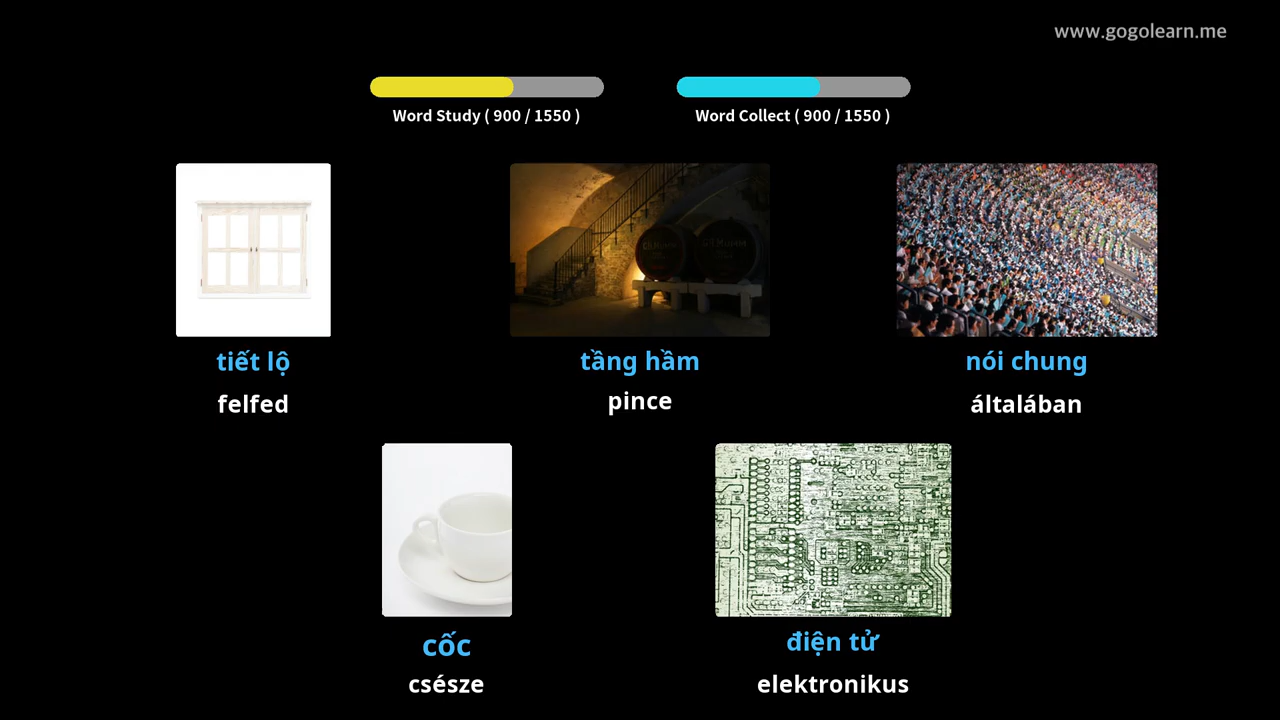 www.gogolearn.me
Word Study ( 900 / 1550 )
Word Collect ( 900 / 1550 )
tiết lộ
felfed
tầng hầm
pince
nói chung
általában
cốc
csésze
điện tử
elektronikus